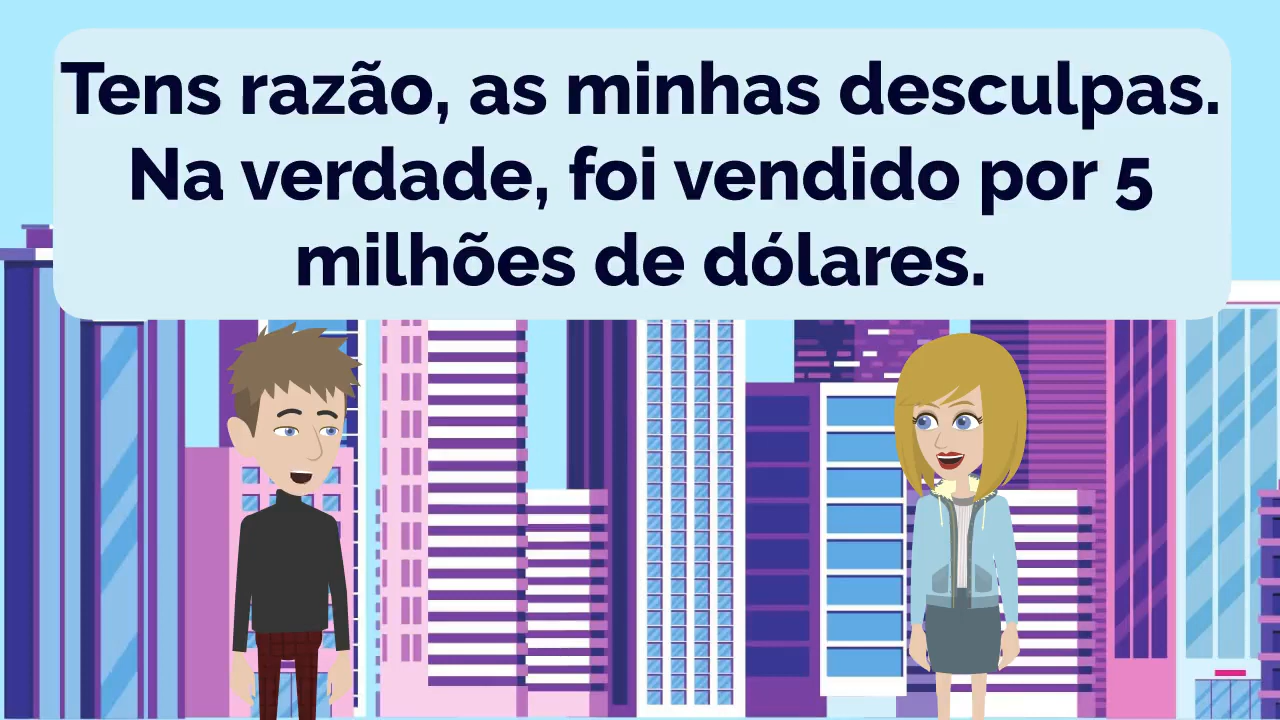 Tens razão, as minhas desculpas.
Na verdade, foi vendido por 5
milhões de dólares.